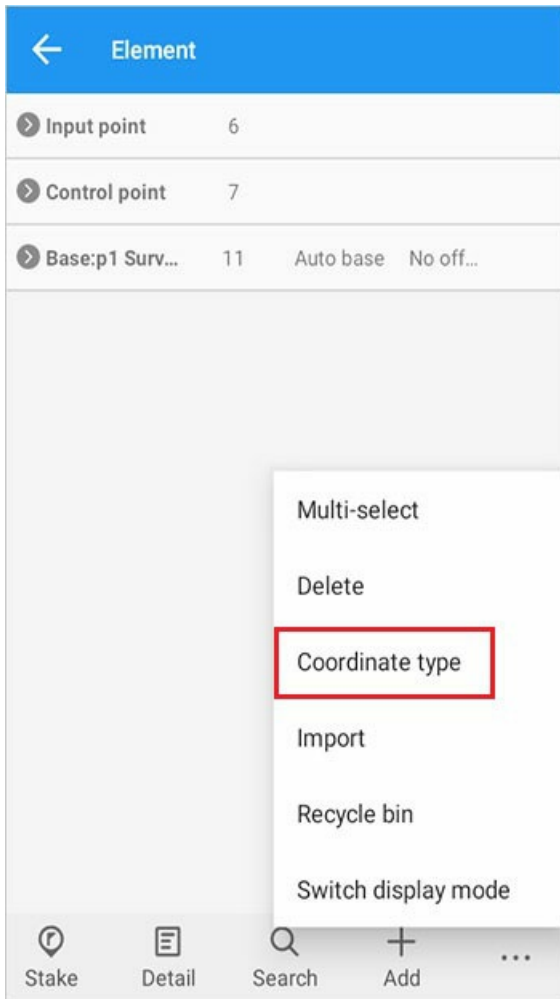 Element
Input point 6
Control point 7
Base:p1 Surv... 11 Auto base No off...
Multi-select
Delete
Coordinate type
Import
Recycle bin
Switch display mode
Stake Detail Search Add